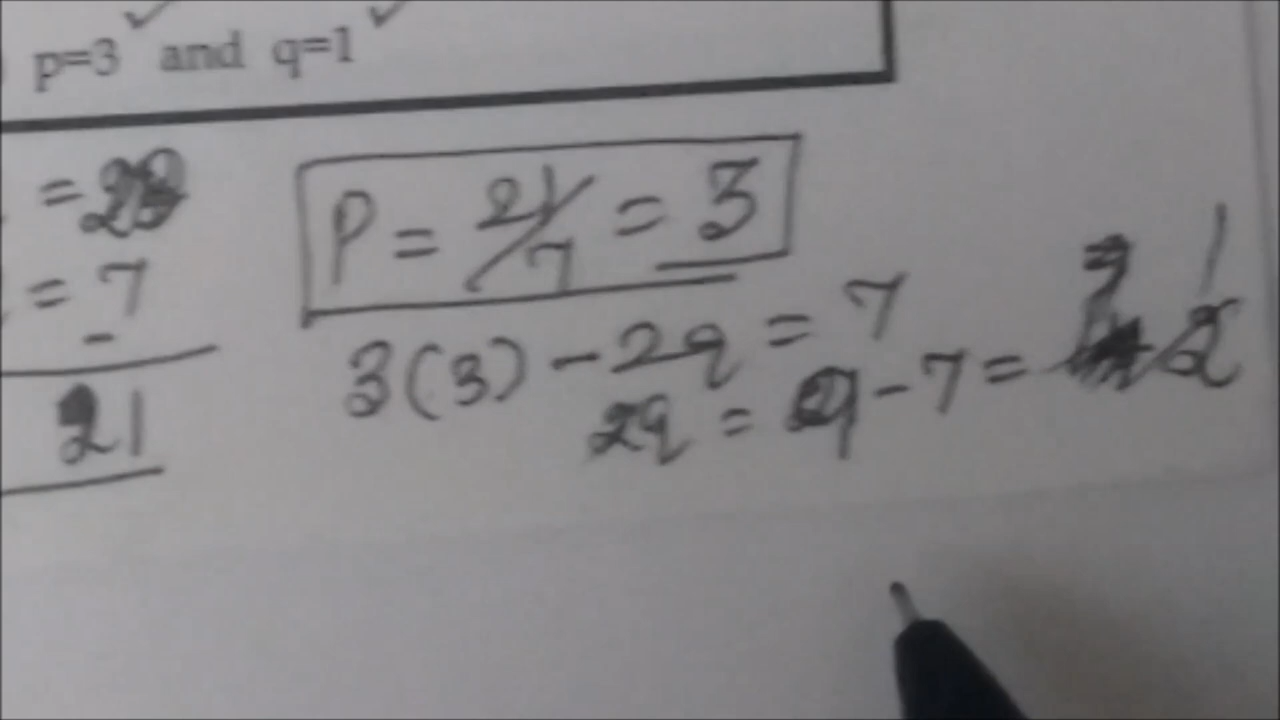 p=3 and q=1
= 28
P = 21/7 = 3
= 7
-
3(3) - 2q = 7
21
2q = 9 - 7 = 2